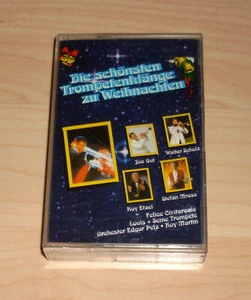 Die schönsten
Trompetenklänge
zu Weihnachten
Joe Gut
Walter Scholz
Roy Etzel
Stefan Mross
Felice Civitareale
Louis + Seine Trompete
Orchester Edgar Pelz · Roy Martin